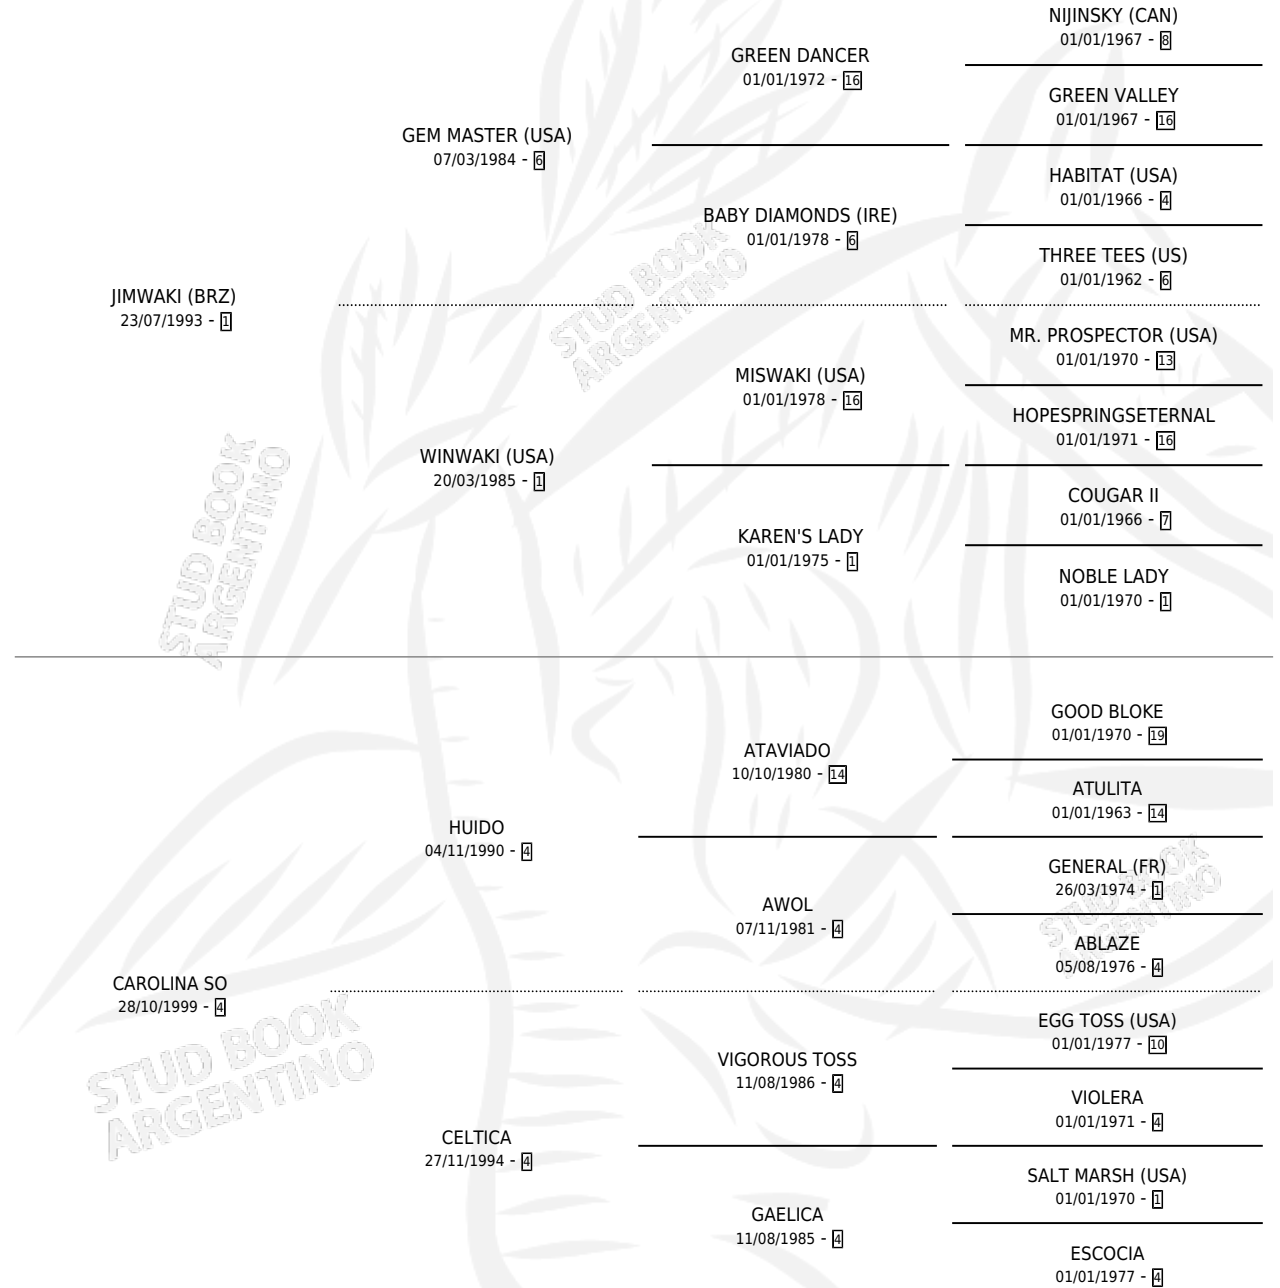 NIJINSKY (CAN)
01/01/1967 - 8
GREEN DANCER
01/01/1972 - 16
GREEN VALLEY
01/01/1967 - 16
GEM MASTER (USA)
07/03/1984 - 6
HABITAT (USA)
01/01/1966 - 4
BABY DIAMONDS (IRE)
01/01/1978 - 6
THREE TEES (US)
01/01/1962 - 6
JIMWAKI (BRZ)
23/07/1993 - 1
MR. PROSPECTOR (USA)
01/01/1970 - 13
MISWAKI (USA)
01/01/1978 - 16
HOPESPRINGSETERNAL
01/01/1971 - 16
WINWAKI (USA)
20/03/1985 - 1
COUGAR II
01/01/1966 - 7
KAREN'S LADY
01/01/1975 - 1
NOBLE LADY
01/01/1970 - 1
GOOD BLOKE
01/01/1970 - 19
ATAVIADO
10/10/1980 - 14
ATULITA
01/01/1963 - 14
HUIDO
04/11/1990 - 4
GENERAL (FR)
26/03/1974 - 1
AWOL
07/11/1981 - 4
ABLAZE
05/08/1976 - 4
CAROLINA SO
28/10/1999 - 4
EGG TOSS (USA)
01/01/1977 - 10
VIGOROUS TOSS
11/08/1986 - 4
VIOLERA
01/01/1971 - 4
CELTICA
27/11/1994 - 4
SALT MARSH (USA)
01/01/1970 - 1
GAELICA
11/08/1985 - 4
ESCOCIA
01/01/1977 - 4
STUD BOOK
ARGENTINO
STUD BOOK
ARGENTINO
STUD BOOK
ARGENTINO
STUD BOOK
ARGENTINO